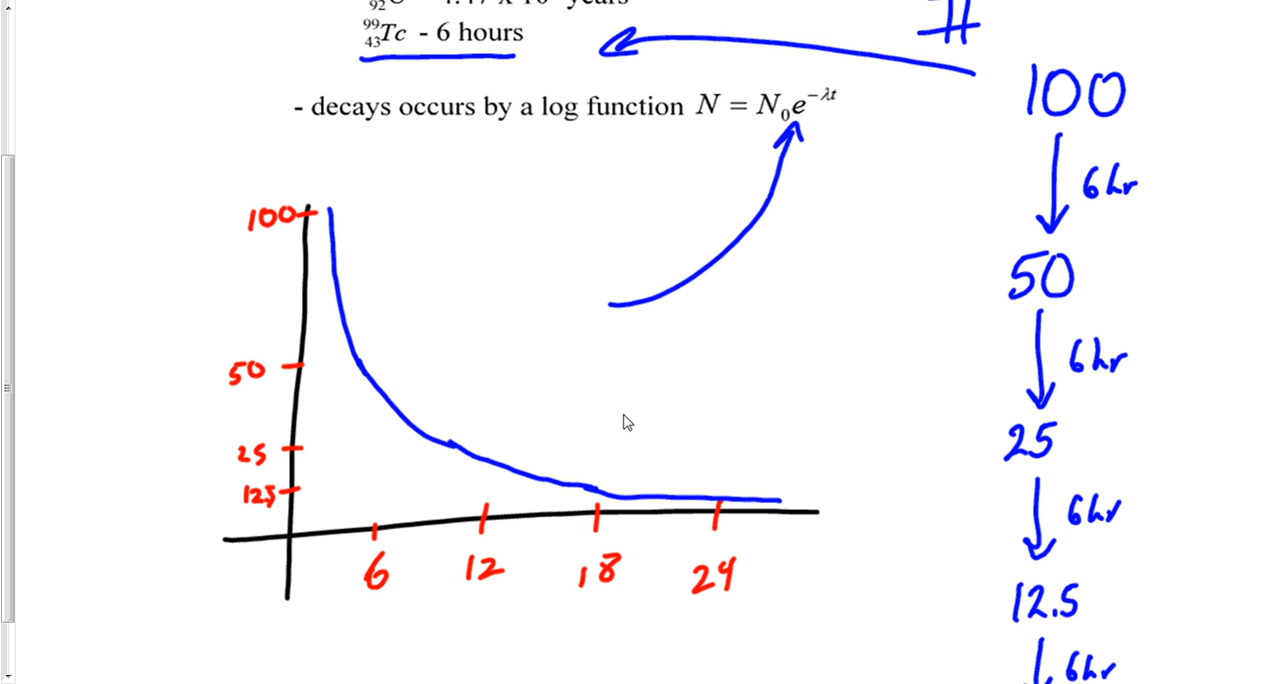 ⁹⁹₄₃Tc - 6 hours
- decays occurs by a log function N = N₀e^(-λt)
100
6hr
50
6hr
25
6hr
12.5
6hr
100
50
25
125
6 12 18 24